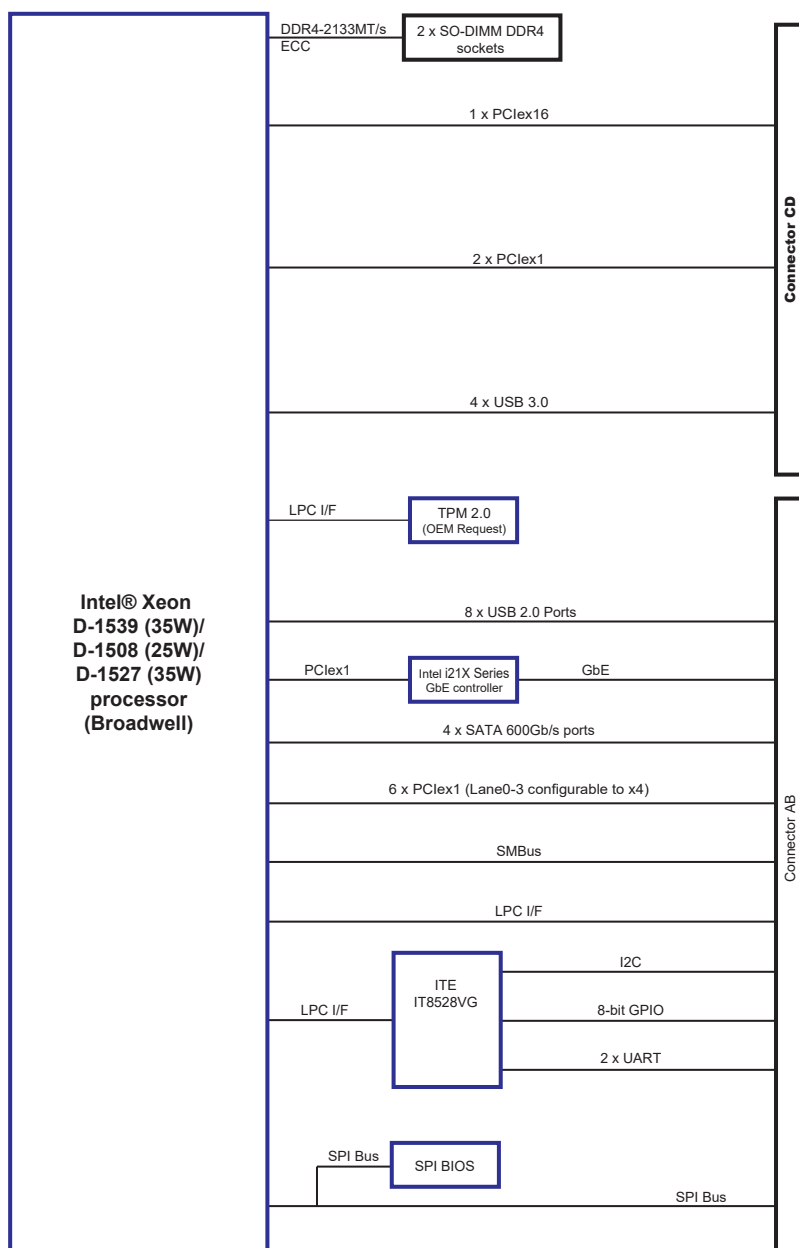 DDR4-2133MT/s
ECC
2 x SO-DIMM DDR4
sockets
1 x PCIex16
2 x PCIex1
4 x USB 3.0
Connector CD
LPC I/F
TPM 2.0
(OEM Request)
Intel® Xeon
D-1539 (35W)/
D-1508 (25W)/
D-1527 (35W)
processor
(Broadwell)
8 x USB 2.0 Ports
PCIex1
Intel i21X Series
GbE controller
GbE
4 x SATA 600Gb/s ports
6 x PCIex1 (Lane0-3 configurable to x4)
SMBus
LPC I/F
Connector AB
LPC I/F
ITE
IT8528VG
I2C
8-bit GPIO
2 x UART
SPI Bus
SPI BIOS
SPI Bus